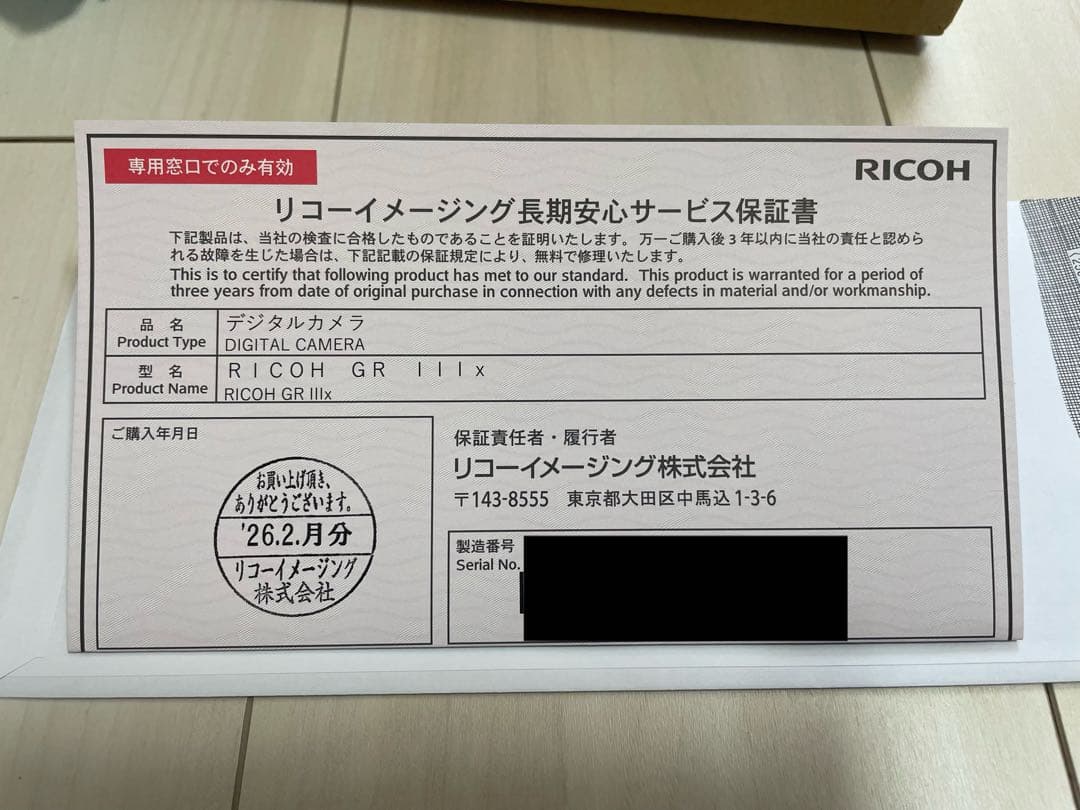 専用窓口でのみ有効
RICOH
リコーイメージング長期安心サービス保証書
下記製品は、当社の検査に合格したものであることを証明いたします。万一ご購入後3年以内に当社の責任と認めら
れる故障を生じた場合は、下記記載の保証規定により、無料で修理いたします。
This is to certify that following product has met to our standard. This product is warranted for a period of
three years from date of original purchase in connection with any defects in material and/or workmanship.
品 名 デジタルカメラ
Product Type DIGITAL CAMERA
型 名 RICOH GR IIIx
Product Name RICOH GR IIIx
ご購入年月日
お買い上げ頂き、
ありがとうございます。
'26.2.月分
リコーイメージング
株式会社
保証責任者・履行者
リコーイメージング株式会社
〒143-8555 東京都大田区中馬込1-3-6
製造番号
Serial No.